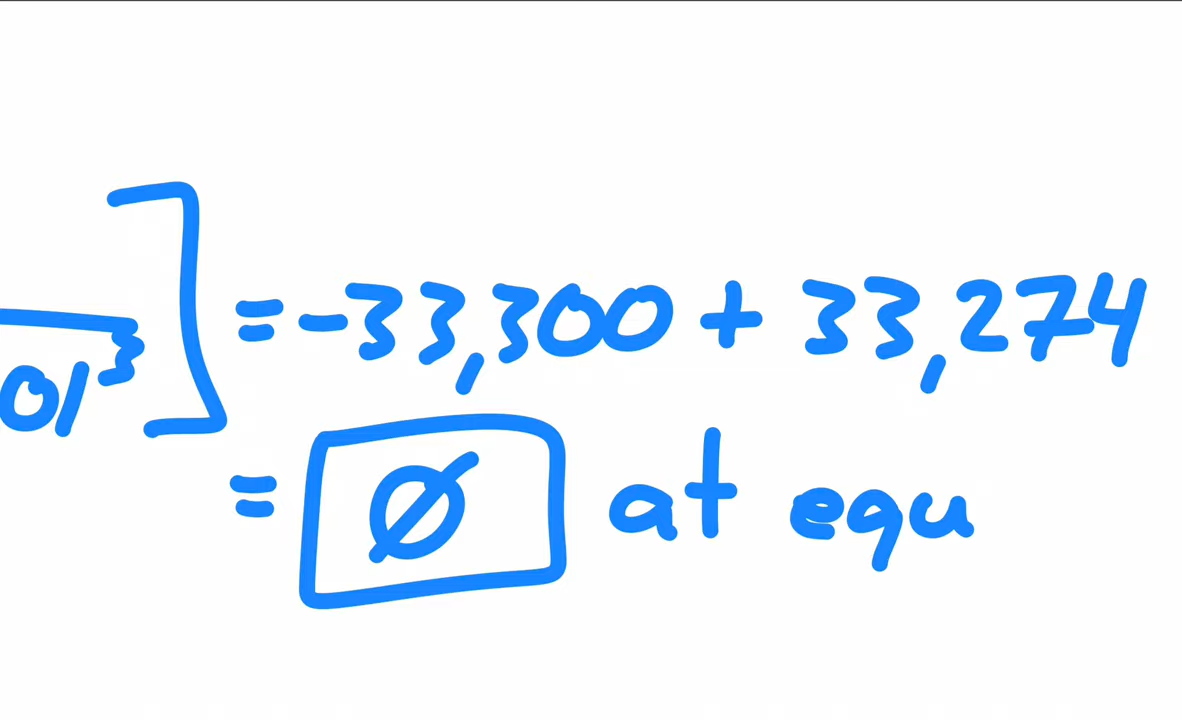 01³] = -33,300 + 33,274
= Ø at equ